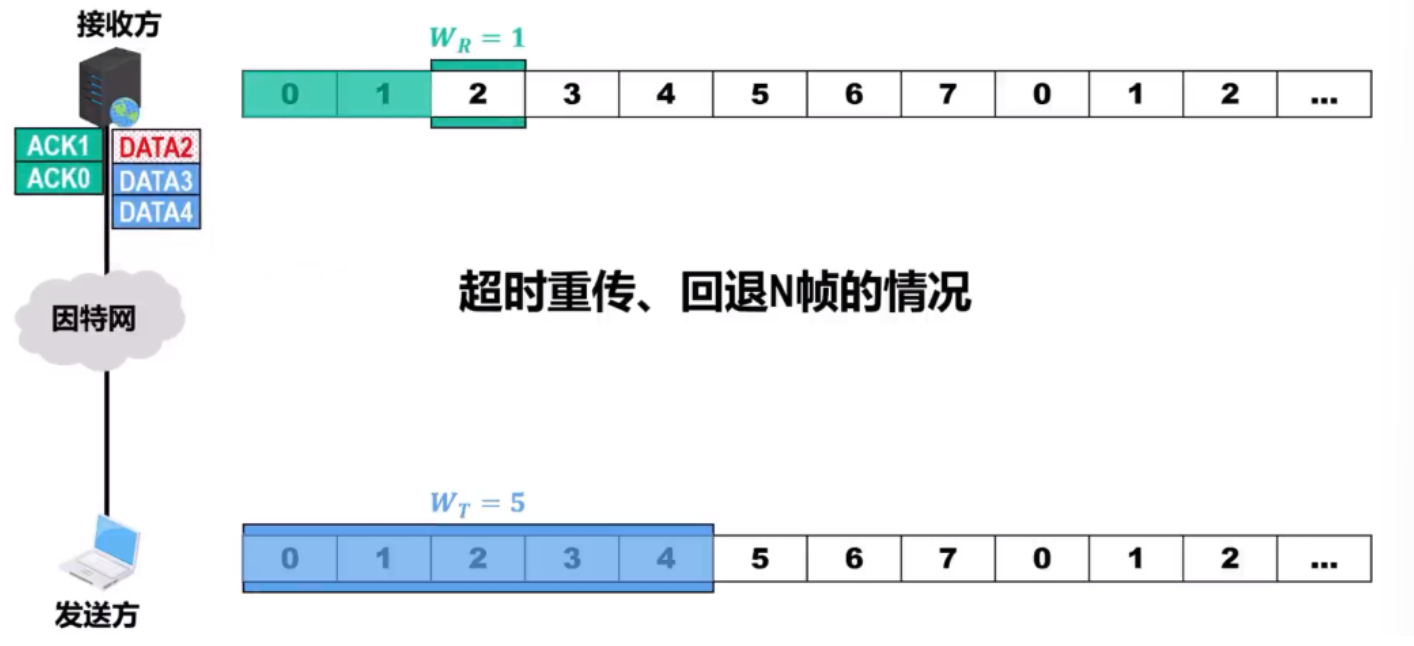 接收方
W_R = 1
0 1 2 3 4 5 6 7 0 1 2 ...
ACK1 DATA2
ACK0 DATA3
DATA4
超时重传、回退N帧的情况
因特网
W_T = 5
0 1 2 3 4 5 6 7 0 1 2 ...
发送方